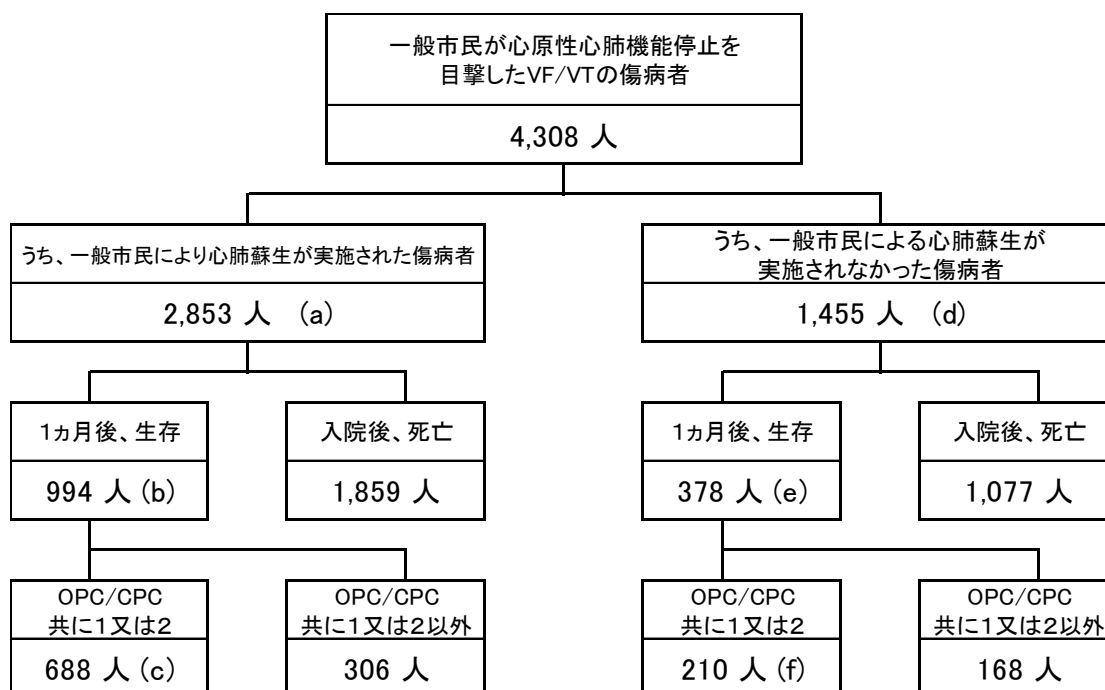 一般市民が心原性心肺機能停止を
目撃したVF/VTの傷病者
4,308 人
うち、一般市民により心肺蘇生が実施された傷病者
2,853 人 (a)
うち、一般市民による心肺蘇生が
実施されなかった傷病者
1,455 人 (d)
1ヵ月後、生存
994 人 (b)
入院後、死亡
1,859 人
1ヵ月後、生存
378 人 (e)
入院後、死亡
1,077 人
OPC/CPC
共に1又は2
688 人 (c)
OPC/CPC
共に1又は2以外
306 人
OPC/CPC
共に1又は2
210 人 (f)
OPC/CPC
共に1又は2以外
168 人